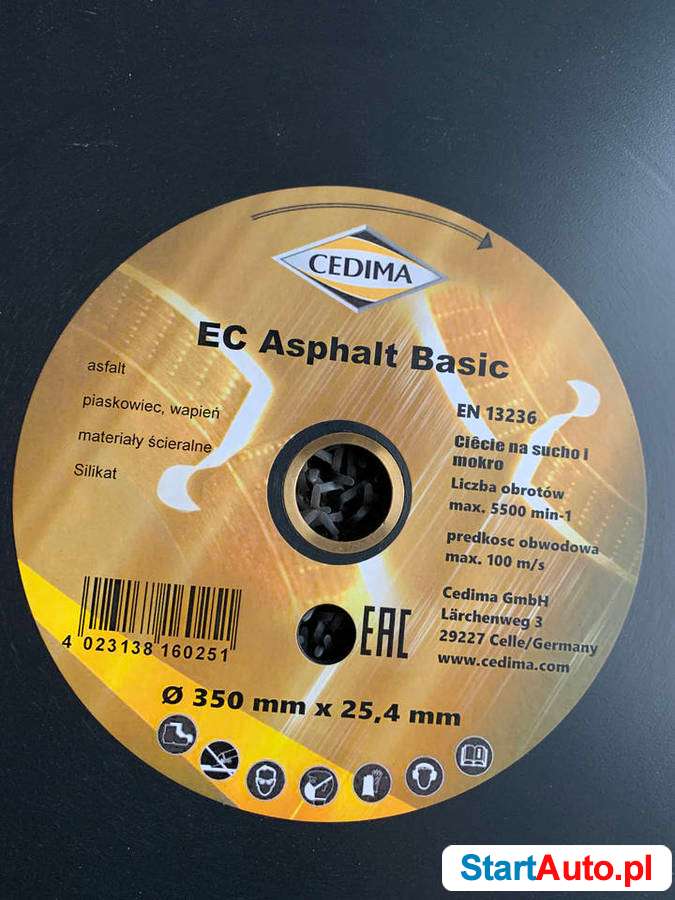 CEDIMA
EC Asphalt Basic
asfalt
piaskowiec, wapień
materiały ścieralne
Silikat
EN 13236
Ciêcie na sucho i
mokro
Liczba obrotów
max. 5500 min-1
predkosc obwodowa
max. 100 m/s
Cedima GmbH
Lärchenweg 3
29227 Celle/Germany
www.cedima.com
4 023138 160251
EAC
Ø 350 mm x 25,4 mm
StartAuto.pl